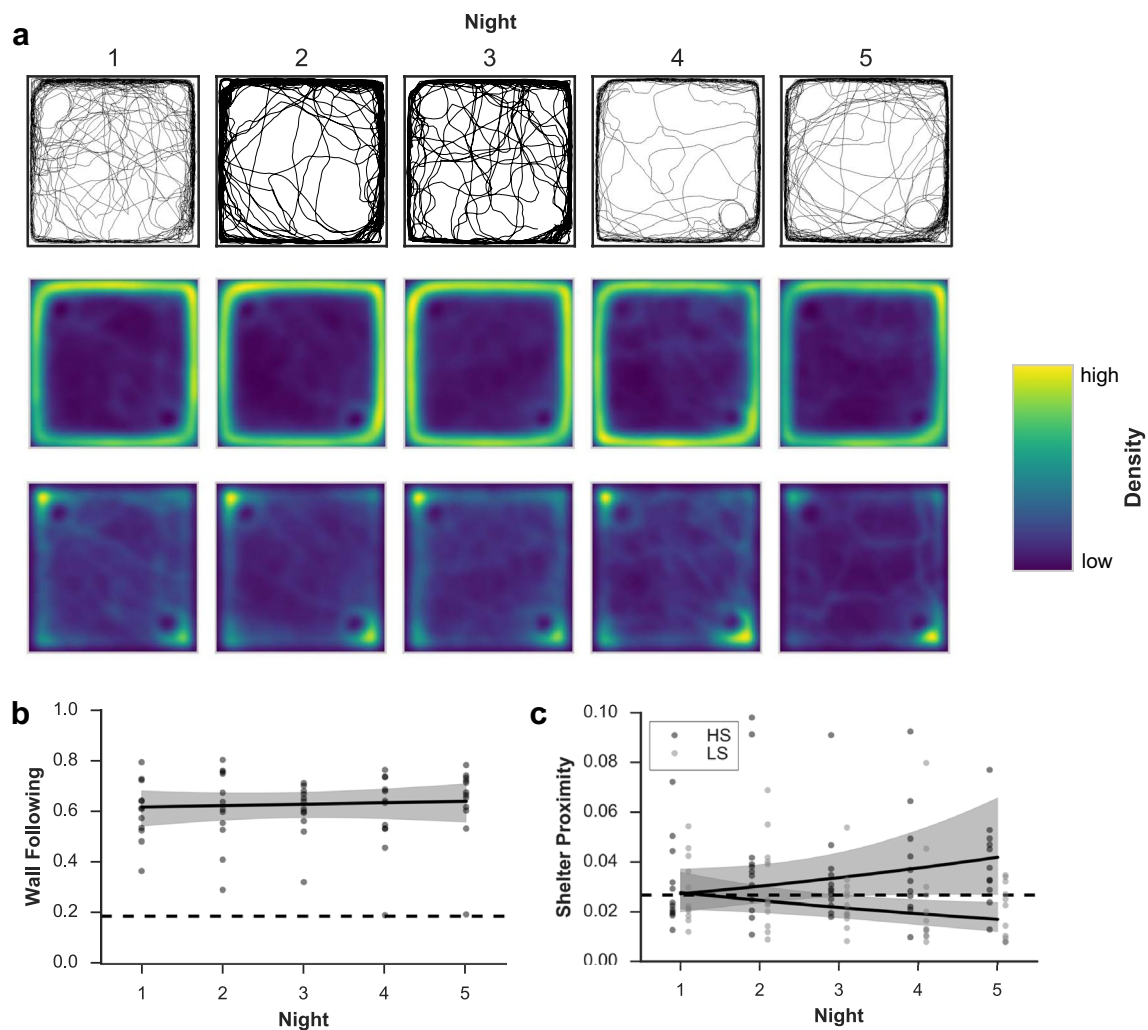 a
Night
1 2 3 4 5
high
Density
low
b
1.0
0.8
0.6
0.4
0.2
0.0
Wall Following
1 2 3 4 5
Night
c
0.10
0.08
0.06
0.04
0.02
0.00
Shelter Proximity
HS
LS
1 2 3 4 5
Night